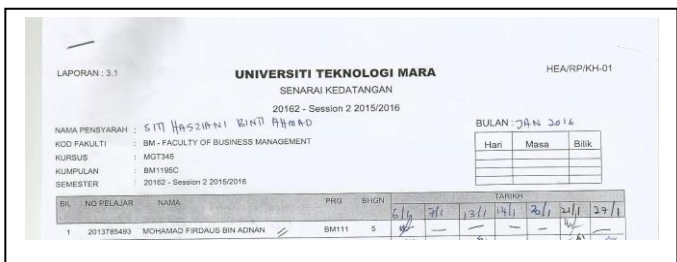 LAPORAN : 3.1
HEA/RP/KH-01
UNIVERSITI TEKNOLOGI MARA
SENARAI KEDATANGAN
20162 - Session 2 2015/2016
NAMA PENSYARAH : SITI HASZIANI BINTI AHMAD
BULAN : JAN 2016
KOD FAKULTI : BM - FACULTY OF BUSINESS MANAGEMENT
Hari Masa Bilik
KURSUS : MGT345
KUMPULAN : BM1195C
SEMESTER : 20162 - Session 2 2015/2016
BIL NO PELAJAR NAMA PRG BHGN TARIKH
6/1 7/1 13/1 14/1 20/1 21/1 27/1
1 2013785493 MOHAMAD FIRDAUS BIN ADNAN // BM111 5 — — — — —